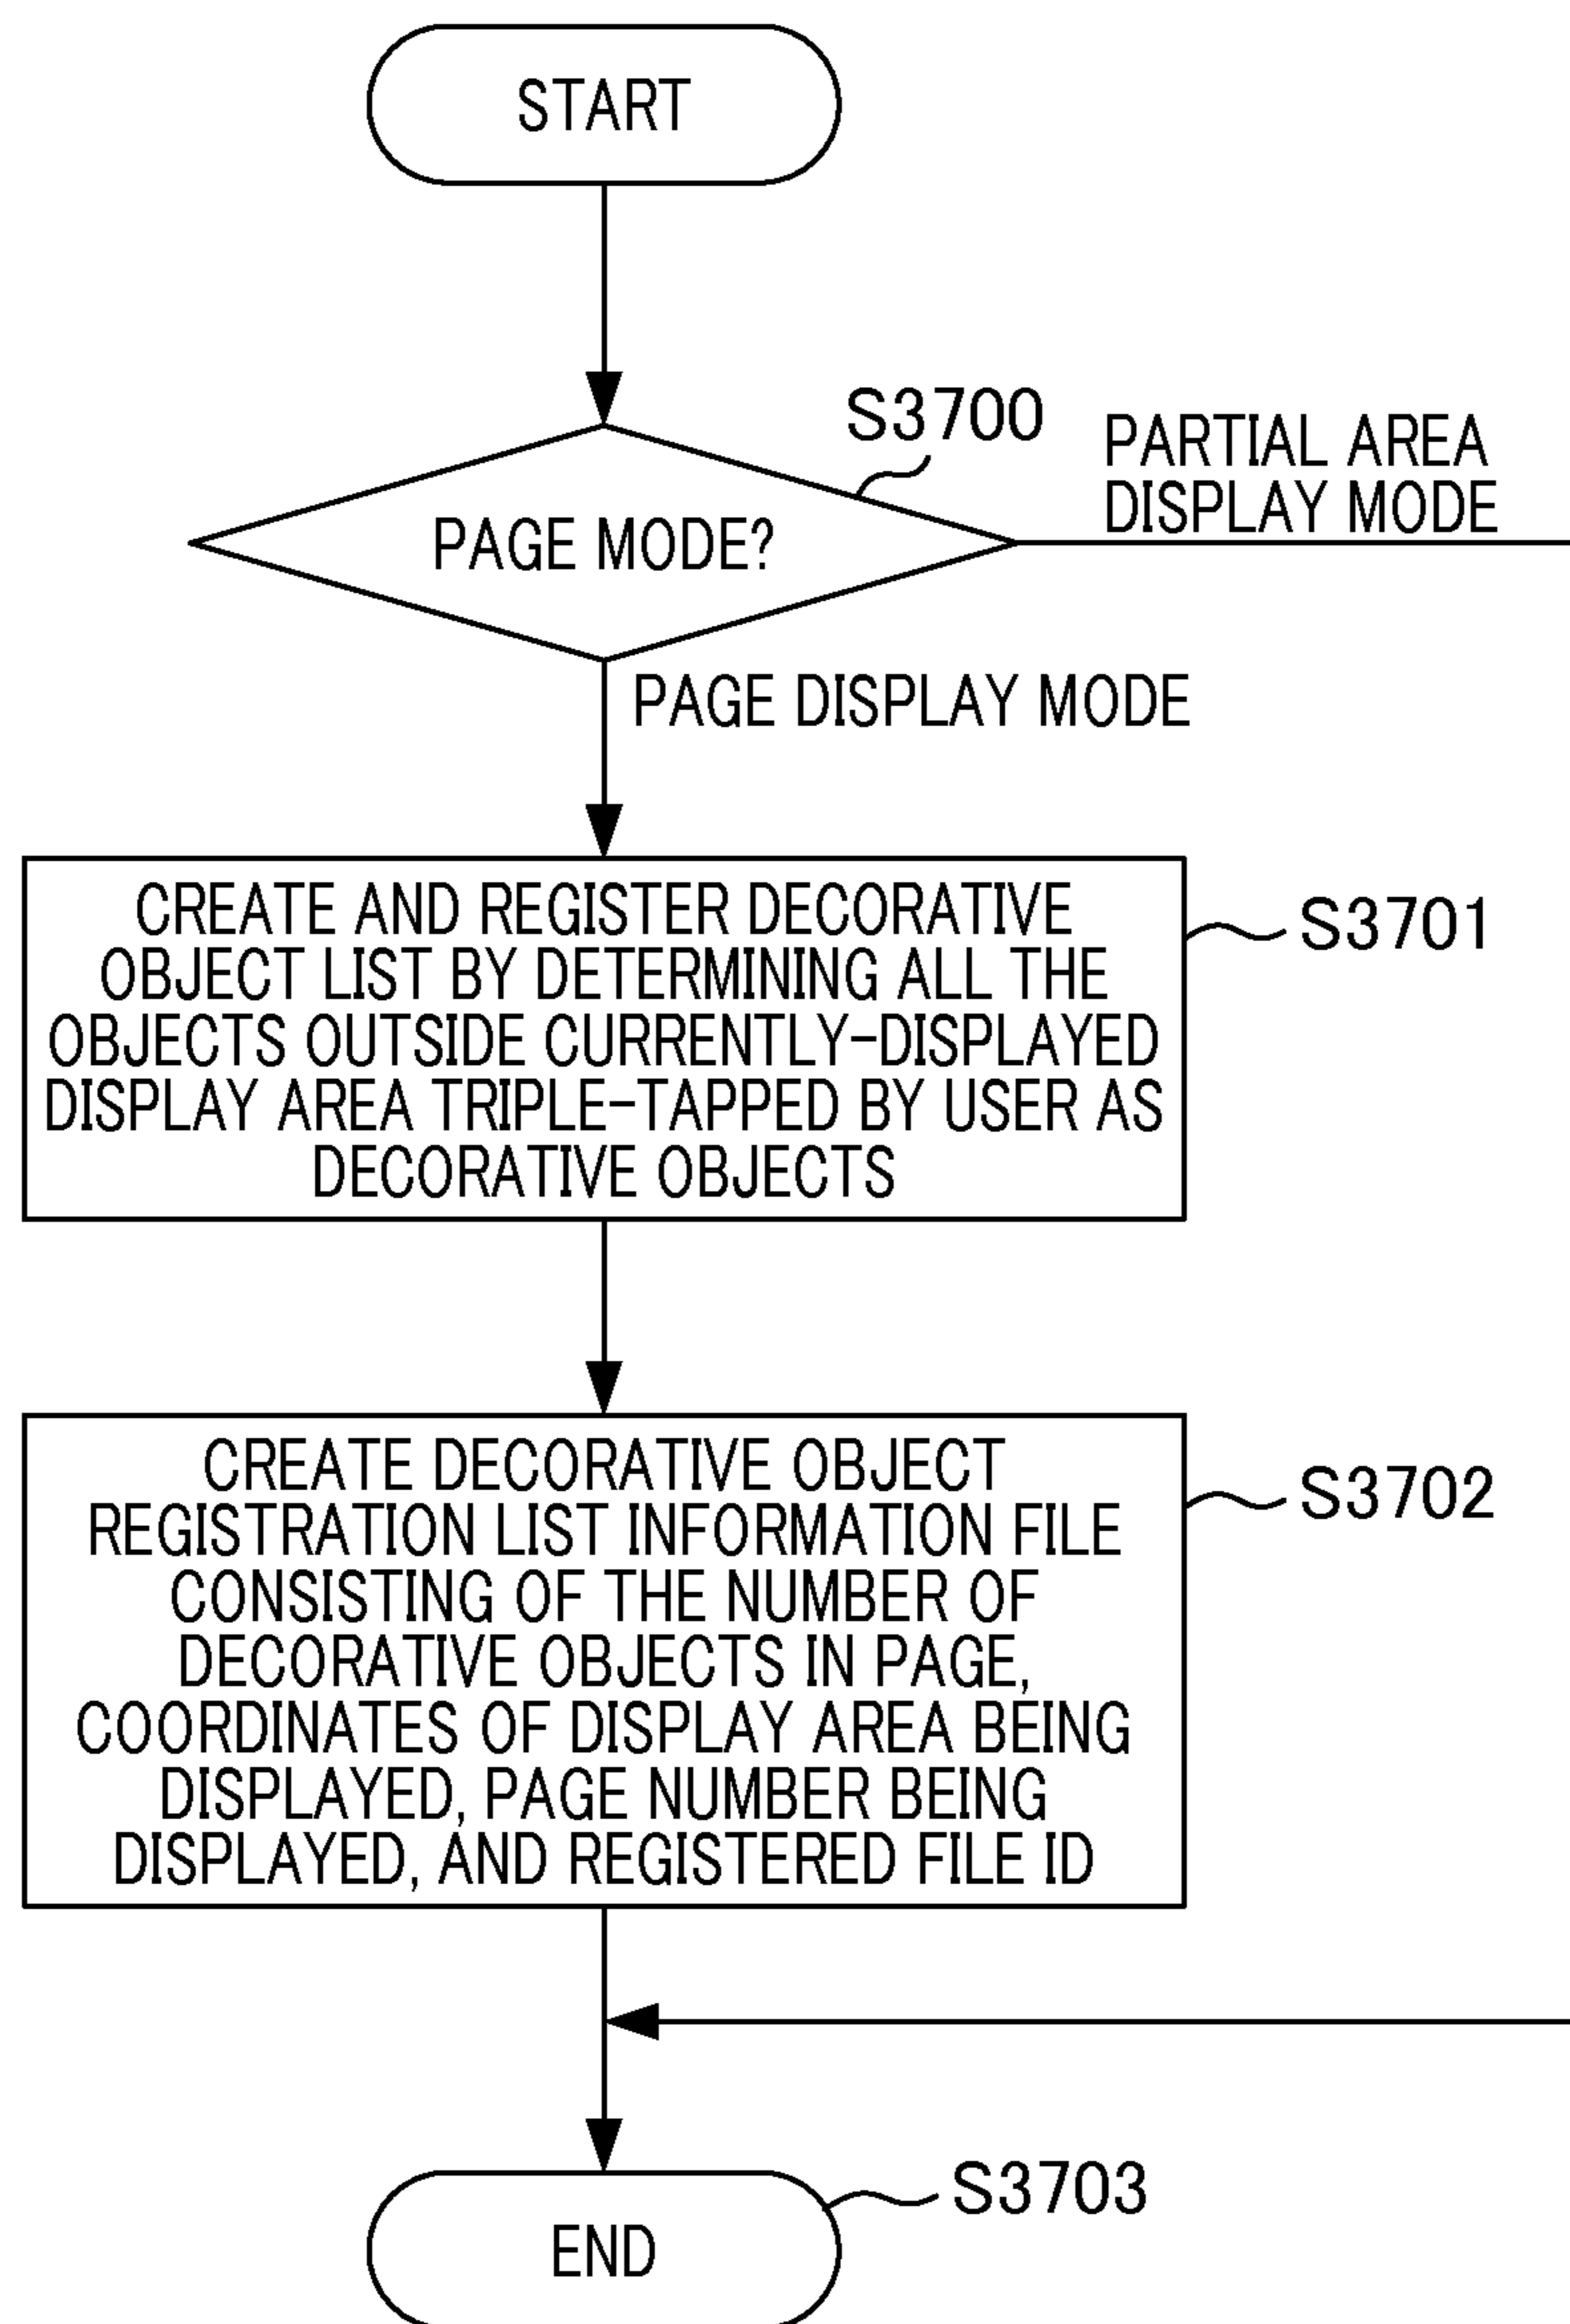 START
S3700
PARTIAL AREA
DISPLAY MODE
PAGE MODE?
PAGE DISPLAY MODE
CREATE AND REGISTER DECORATIVE
OBJECT LIST BY DETERMINING ALL THE
OBJECTS OUTSIDE CURRENTLY-DISPLAYED
DISPLAY AREA TRIPLE-TAPPED BY USER AS
DECORATIVE OBJECTS
S3701
CREATE DECORATIVE OBJECT
REGISTRATION LIST INFORMATION FILE
CONSISTING OF THE NUMBER OF
DECORATIVE OBJECTS IN PAGE,
COORDINATES OF DISPLAY AREA BEING
DISPLAYED, PAGE NUMBER BEING
DISPLAYED, AND REGISTERED FILE ID
S3702
S3703
END